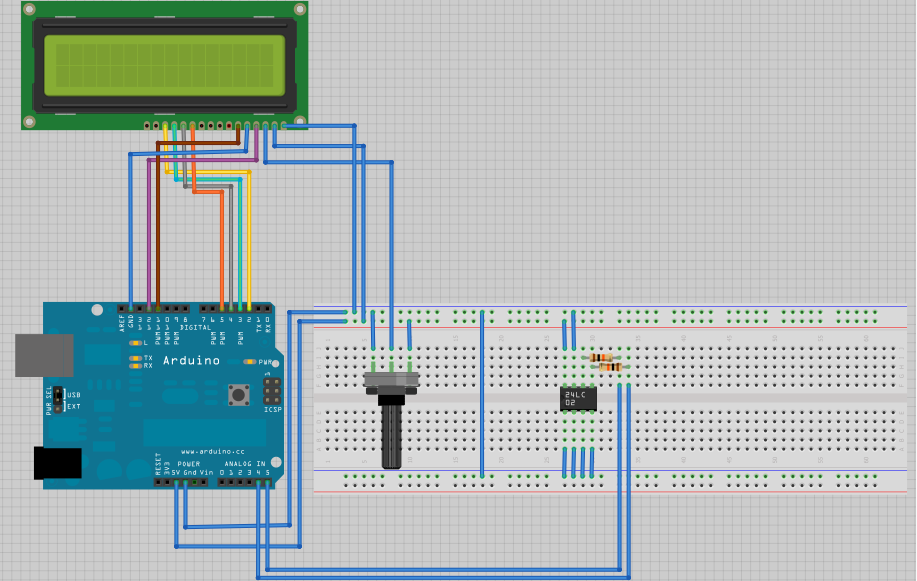 AREF
GND
13
12
PWM 11
PWM 10
PWM 9
8
7
PWM 6
PWM 5
4
PWM 3
2
TX 1
RX 0
DIGITAL
L
TX
RX
Arduino
PWR
ICSP
PWR SEL
USB
EXT
www.arduino.cc
POWER
ANALOG IN
RESET
3V3
5V Gnd Vin
0 1 2 3 4 5
24LC
02